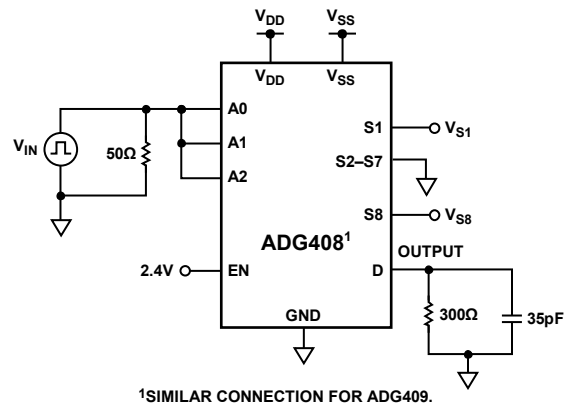 VDD
VSS
VDD
VSS
A0
A1
A2
VIN
50Ω
S1
VS1
S2–S7
S8
VS8
ADG408¹
OUTPUT
2.4V
EN
D
GND
300Ω
35pF
¹SIMILAR CONNECTION FOR ADG409.